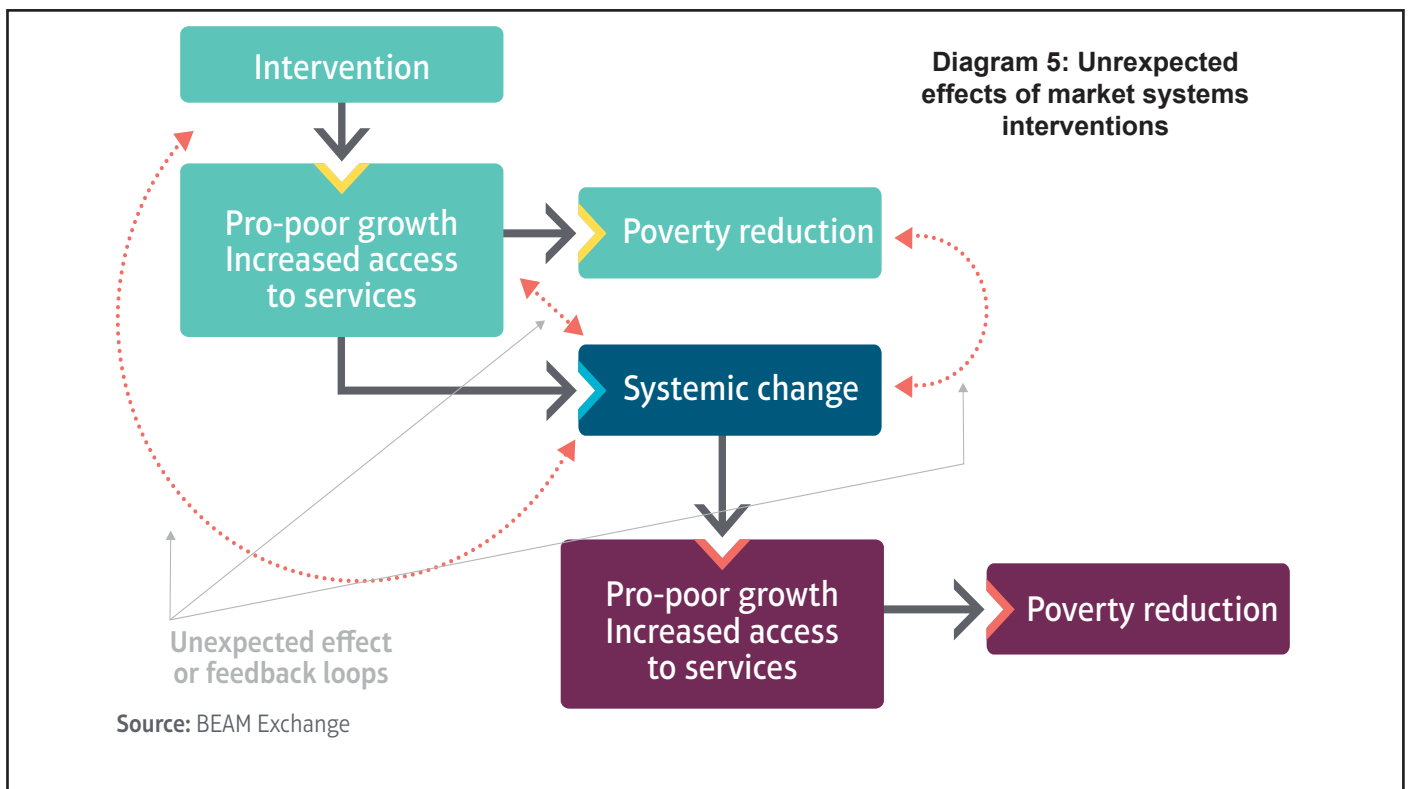 Diagram 5: Unrexpected
effects of market systems
interventions
Intervention
Pro-poor growth
Increased access
to services
Poverty reduction
Systemic change
Pro-poor growth
Increased access
to services
Poverty reduction
Unexpected effect
or feedback loops
Source: BEAM Exchange